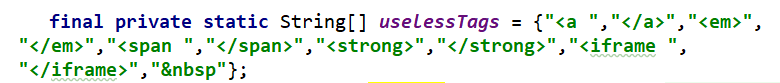 final private static String[] uselessTags = {"<a ","</a>","<em>",
"</em>","<span ","</span>","<strong>","</strong>","<iframe ",
"</iframe>","&nbsp"};